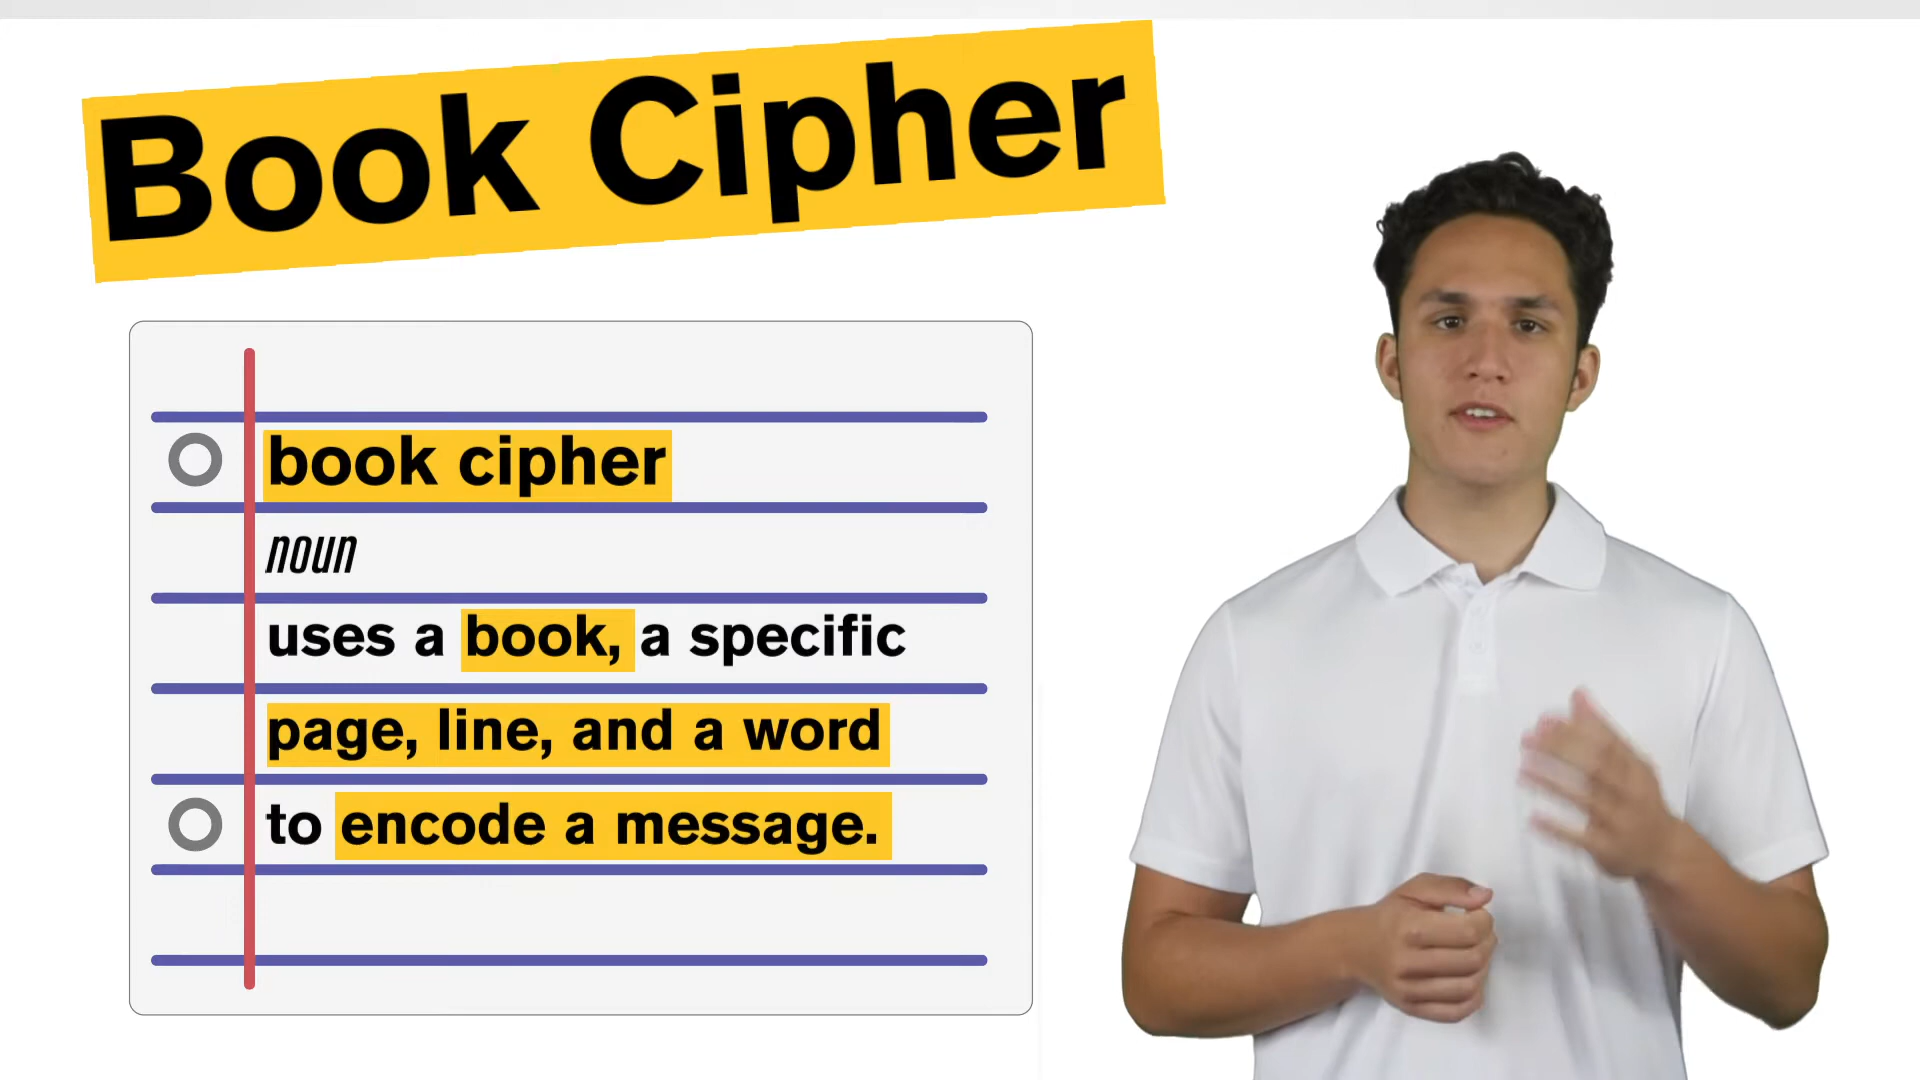 Book Cipher
book cipher
noun
uses a book, a specific
page, line, and a word
to encode a message.